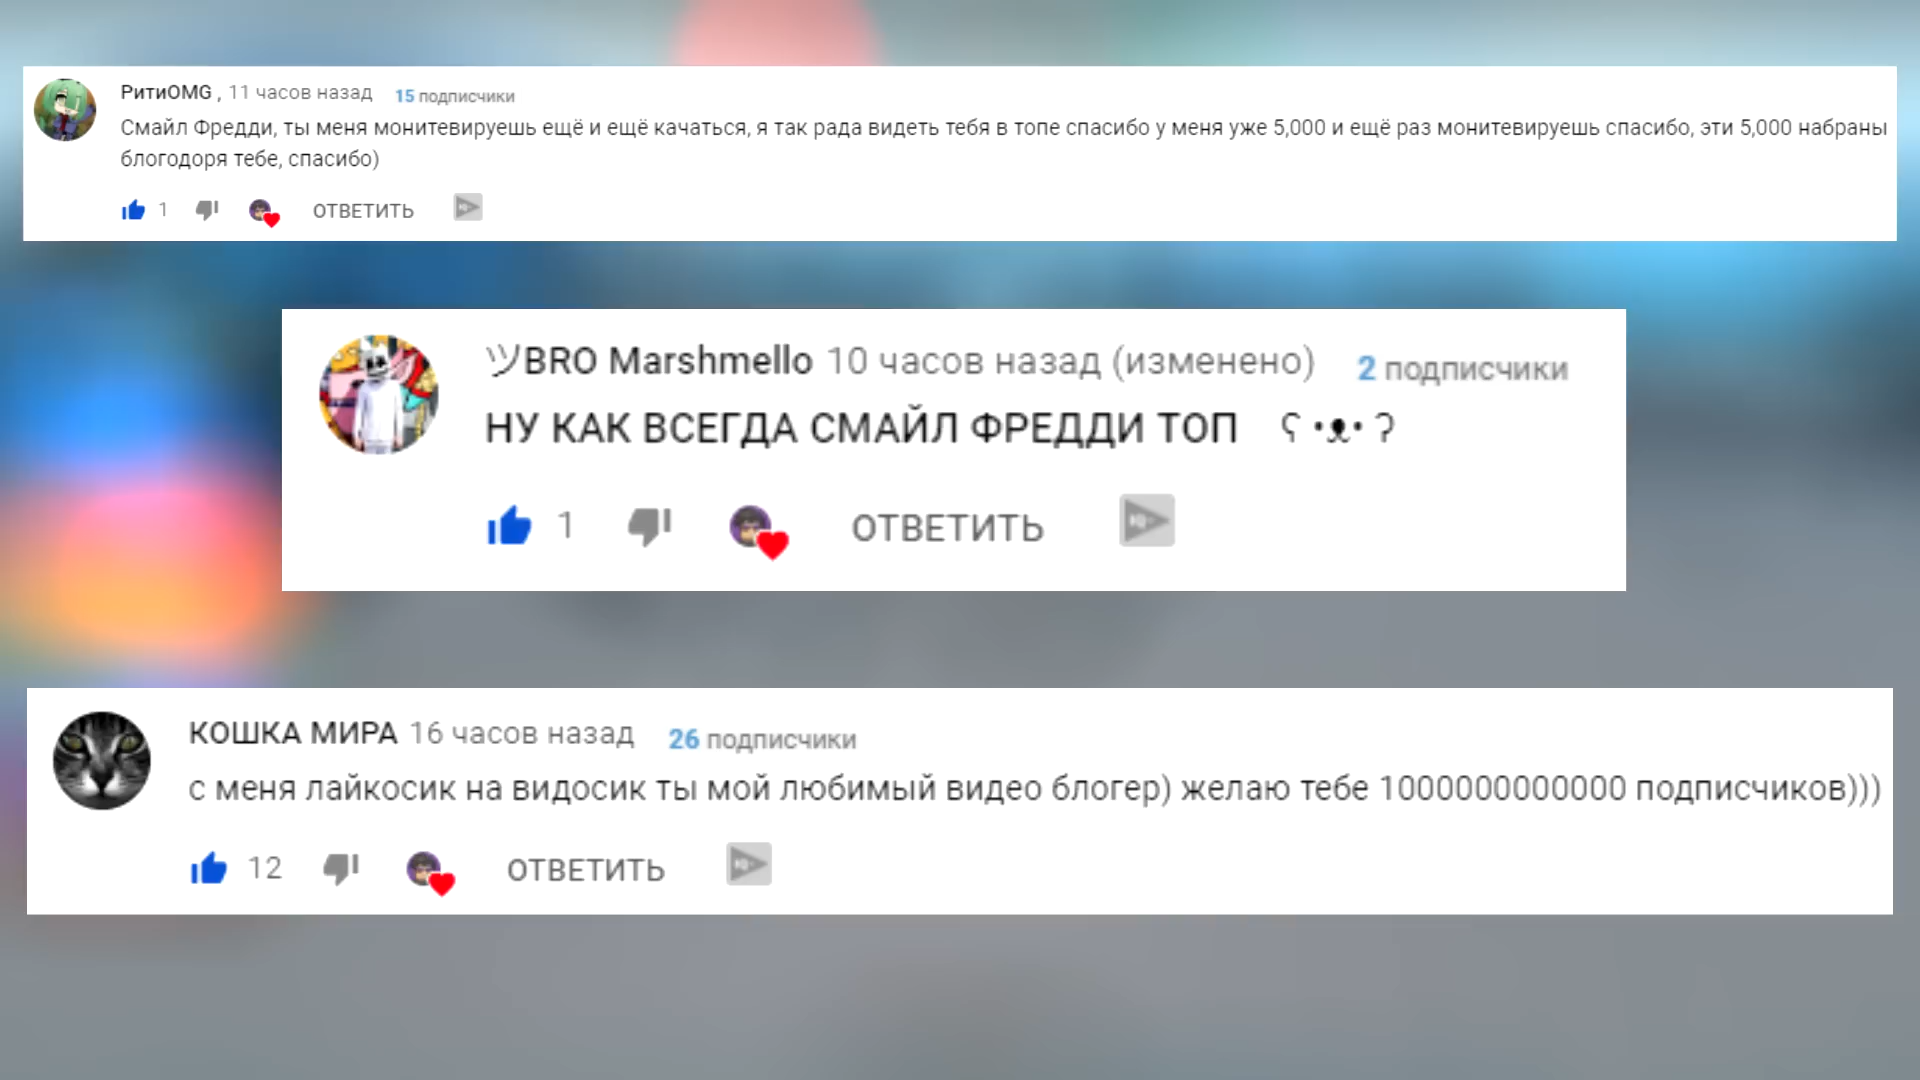 РитиOMG , 11 часов назад 15 подписчики
Смайл Фредди, ты меня монитевируешь ещё и ещё качаться, я так рада видеть тебя в топе спасибо у меня уже 5,000 и ещё раз монитевируешь спасибо, эти 5,000 набраны
блогодоря тебе, спасибо)
1 ОТВЕТИТЬ
ツBRO Marshmello 10 часов назад (изменено) 2 подписчики
НУ КАК ВСЕГДА СМАЙЛ ФРЕДДИ ТОП ʕ •ᴥ• ʔ
1 ОТВЕТИТЬ
КОШКА МИРА 16 часов назад 26 подписчики
с меня лайкосик на видосик ты мой любимый видео блогер) желаю тебе 1000000000000 подписчиков)))
12 ОТВЕТИТЬ